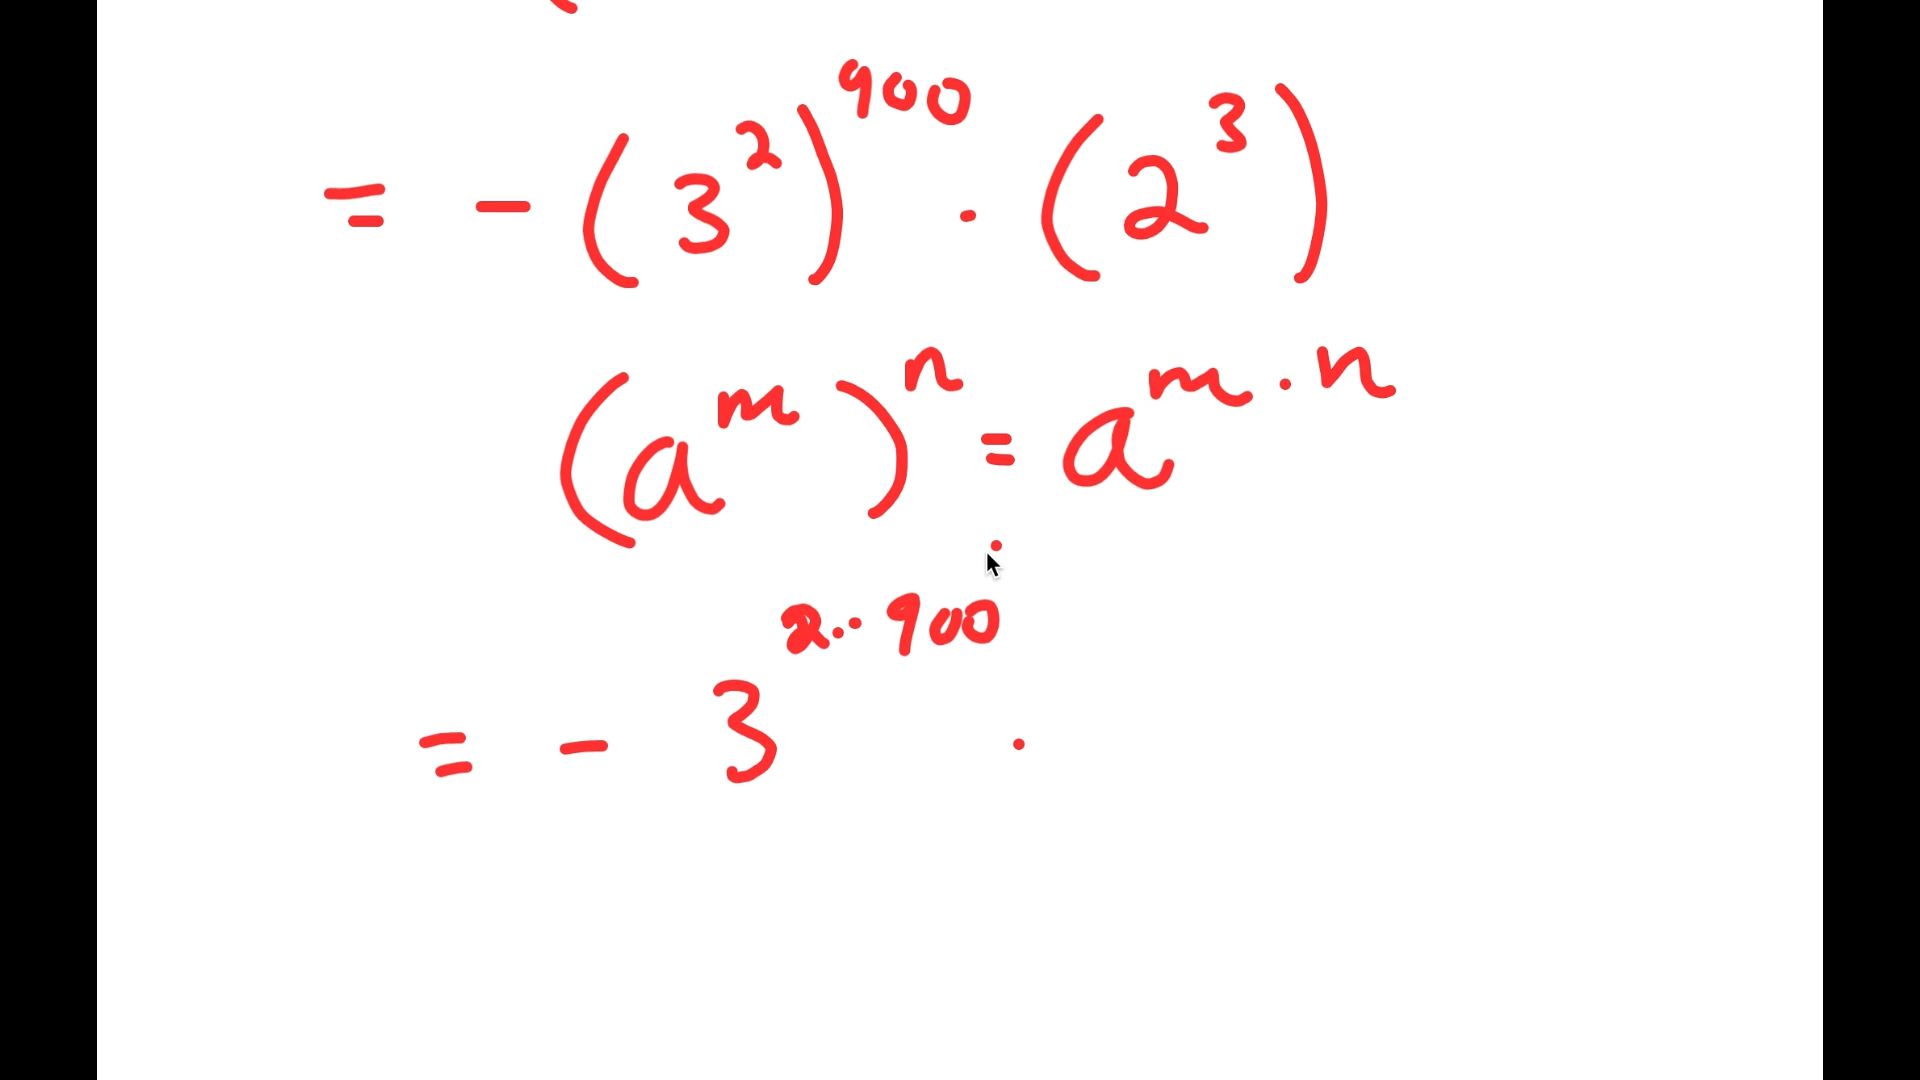 = - (3²)⁹⁰⁰ · (2³)
(aᵐ)ⁿ = aᵐ·ⁿ
= - 3²·⁹⁰⁰ ·